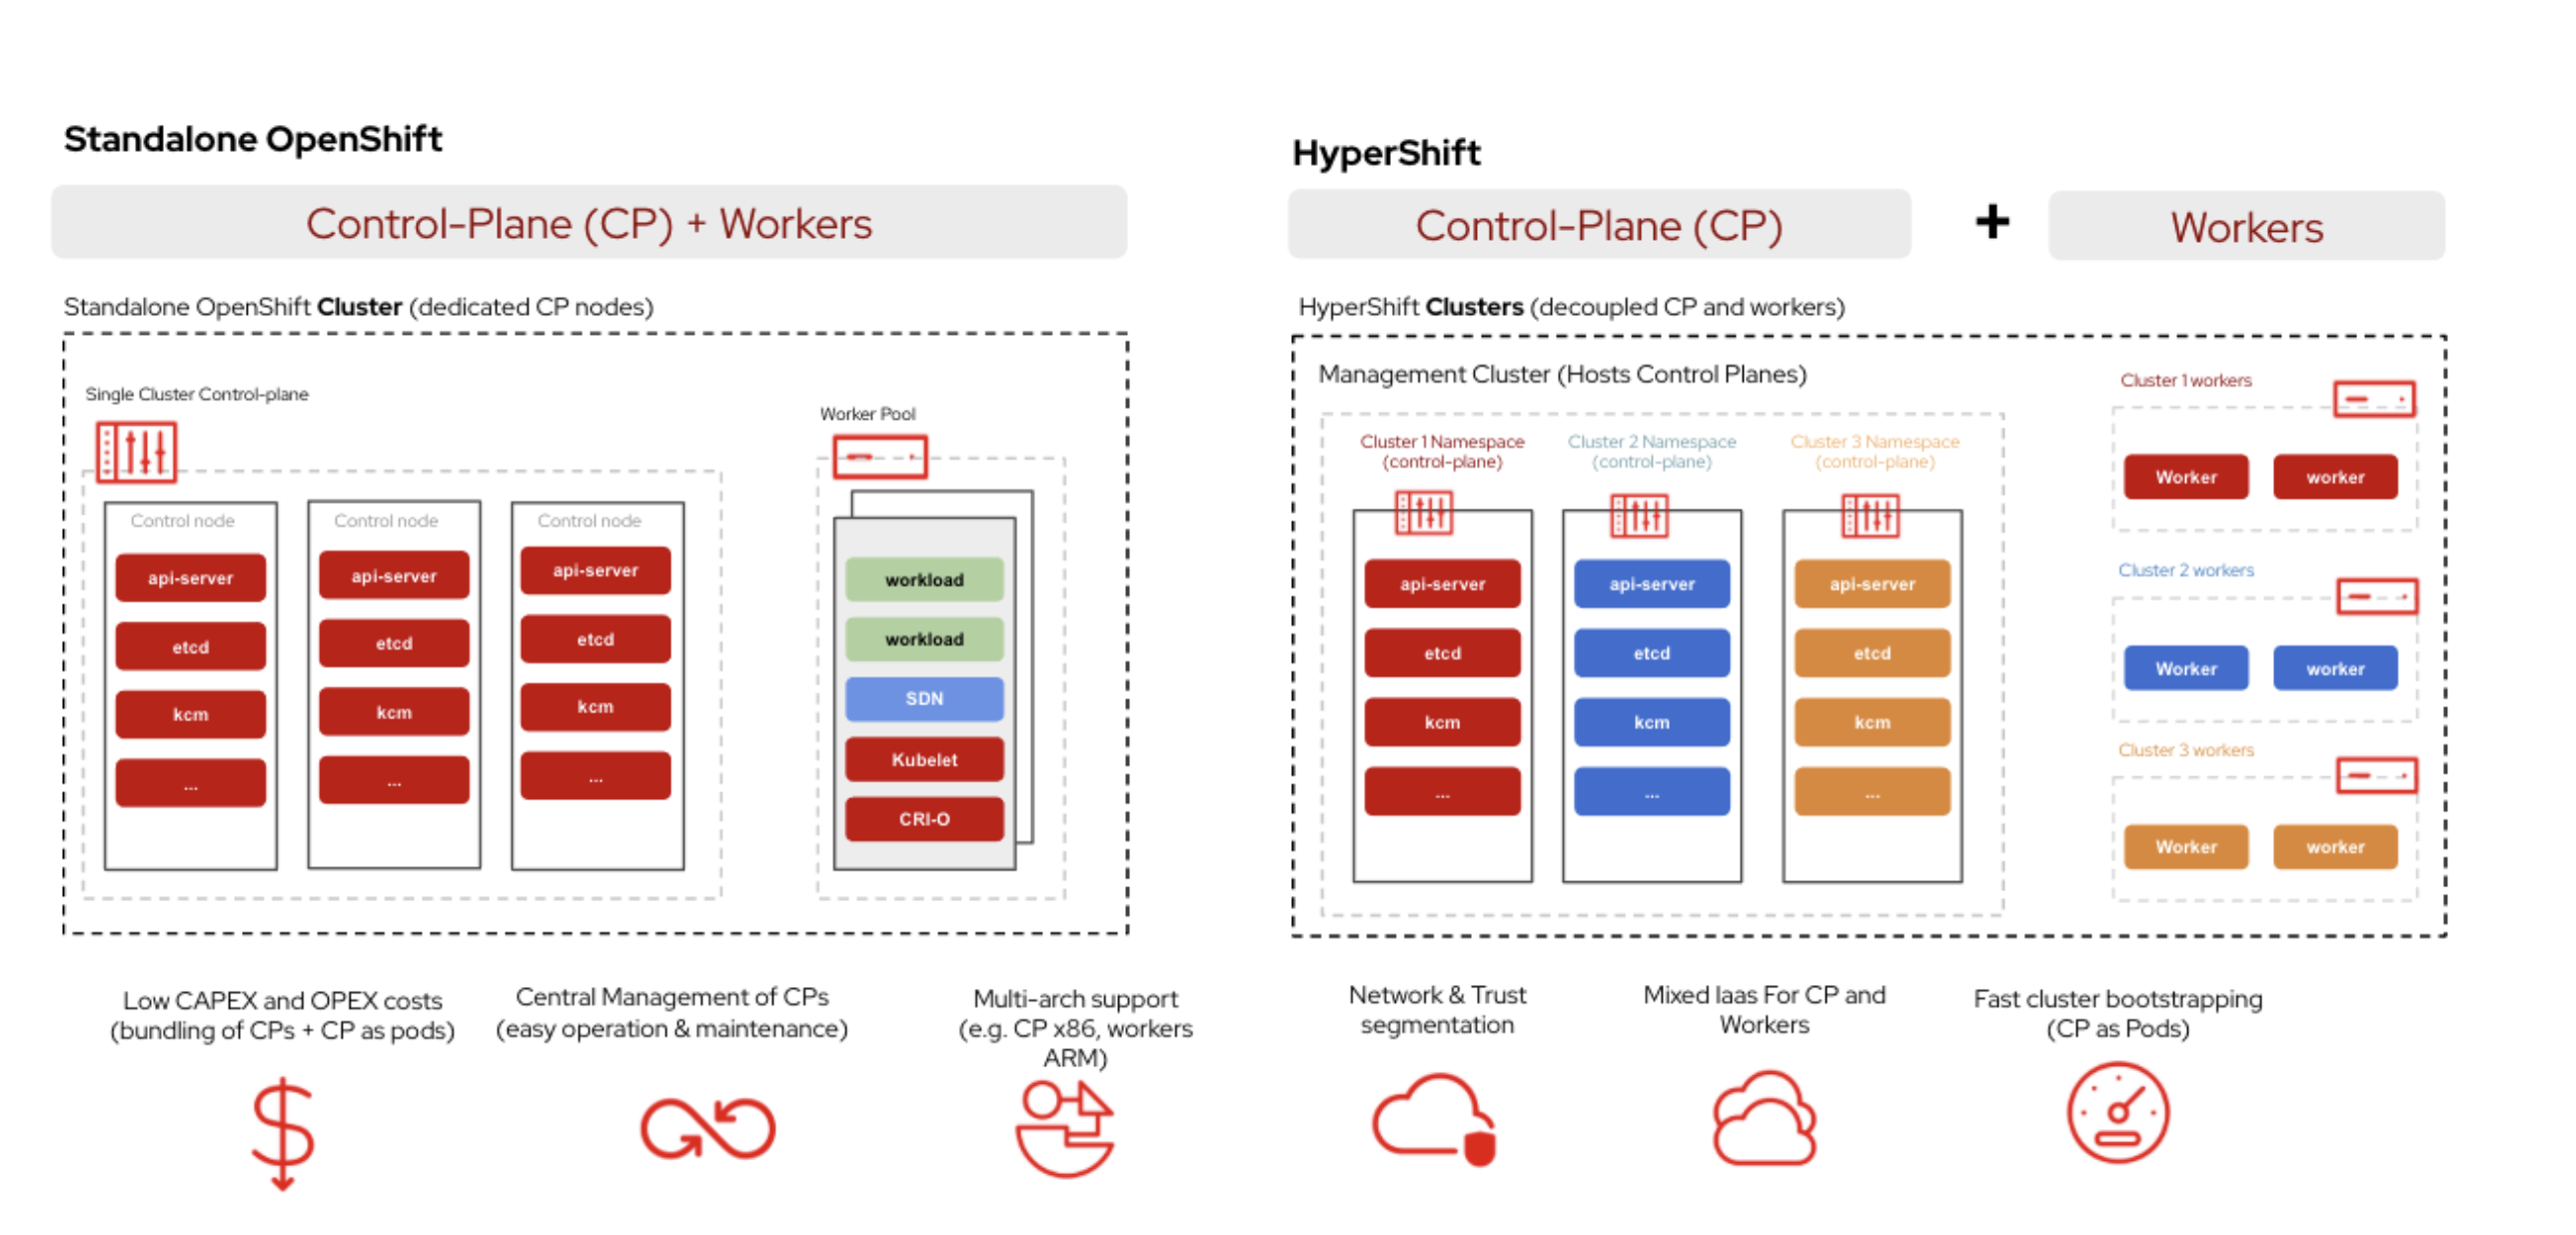 Standalone OpenShift
Control-Plane (CP) + Workers
Standalone OpenShift Cluster (dedicated CP nodes)
Single Cluster Control-plane
Control node
api-server
etcd
kcm
...
Control node
api-server
etcd
kcm
...
Control node
api-server
etcd
kcm
...
Worker Pool
workload
workload
SDN
Kubelet
CRI-O
HyperShift
Control-Plane (CP)
+
Workers
HyperShift Clusters (decoupled CP and workers)
Management Cluster (Hosts Control Planes)
Cluster 1 Namespace
(control-plane)
api-server
etcd
kcm
...
Cluster 2 Namespace
(control-plane)
api-server
etcd
kcm
...
Cluster 3 Namespace
(control-plane)
api-server
etcd
kcm
...
Cluster 1 workers
Worker
worker
Cluster 2 workers
Worker
worker
Cluster 3 workers
Worker
worker
Low CAPEX and OPEX costs
(bundling of CPs + CP as pods)
Central Management of CPs
(easy operation & maintenance)
Multi-arch support
(e.g. CP x86, workers
ARM)
Network & Trust
segmentation
Mixed Iaas For CP and
Workers
Fast cluster bootstrapping
(CP as Pods)